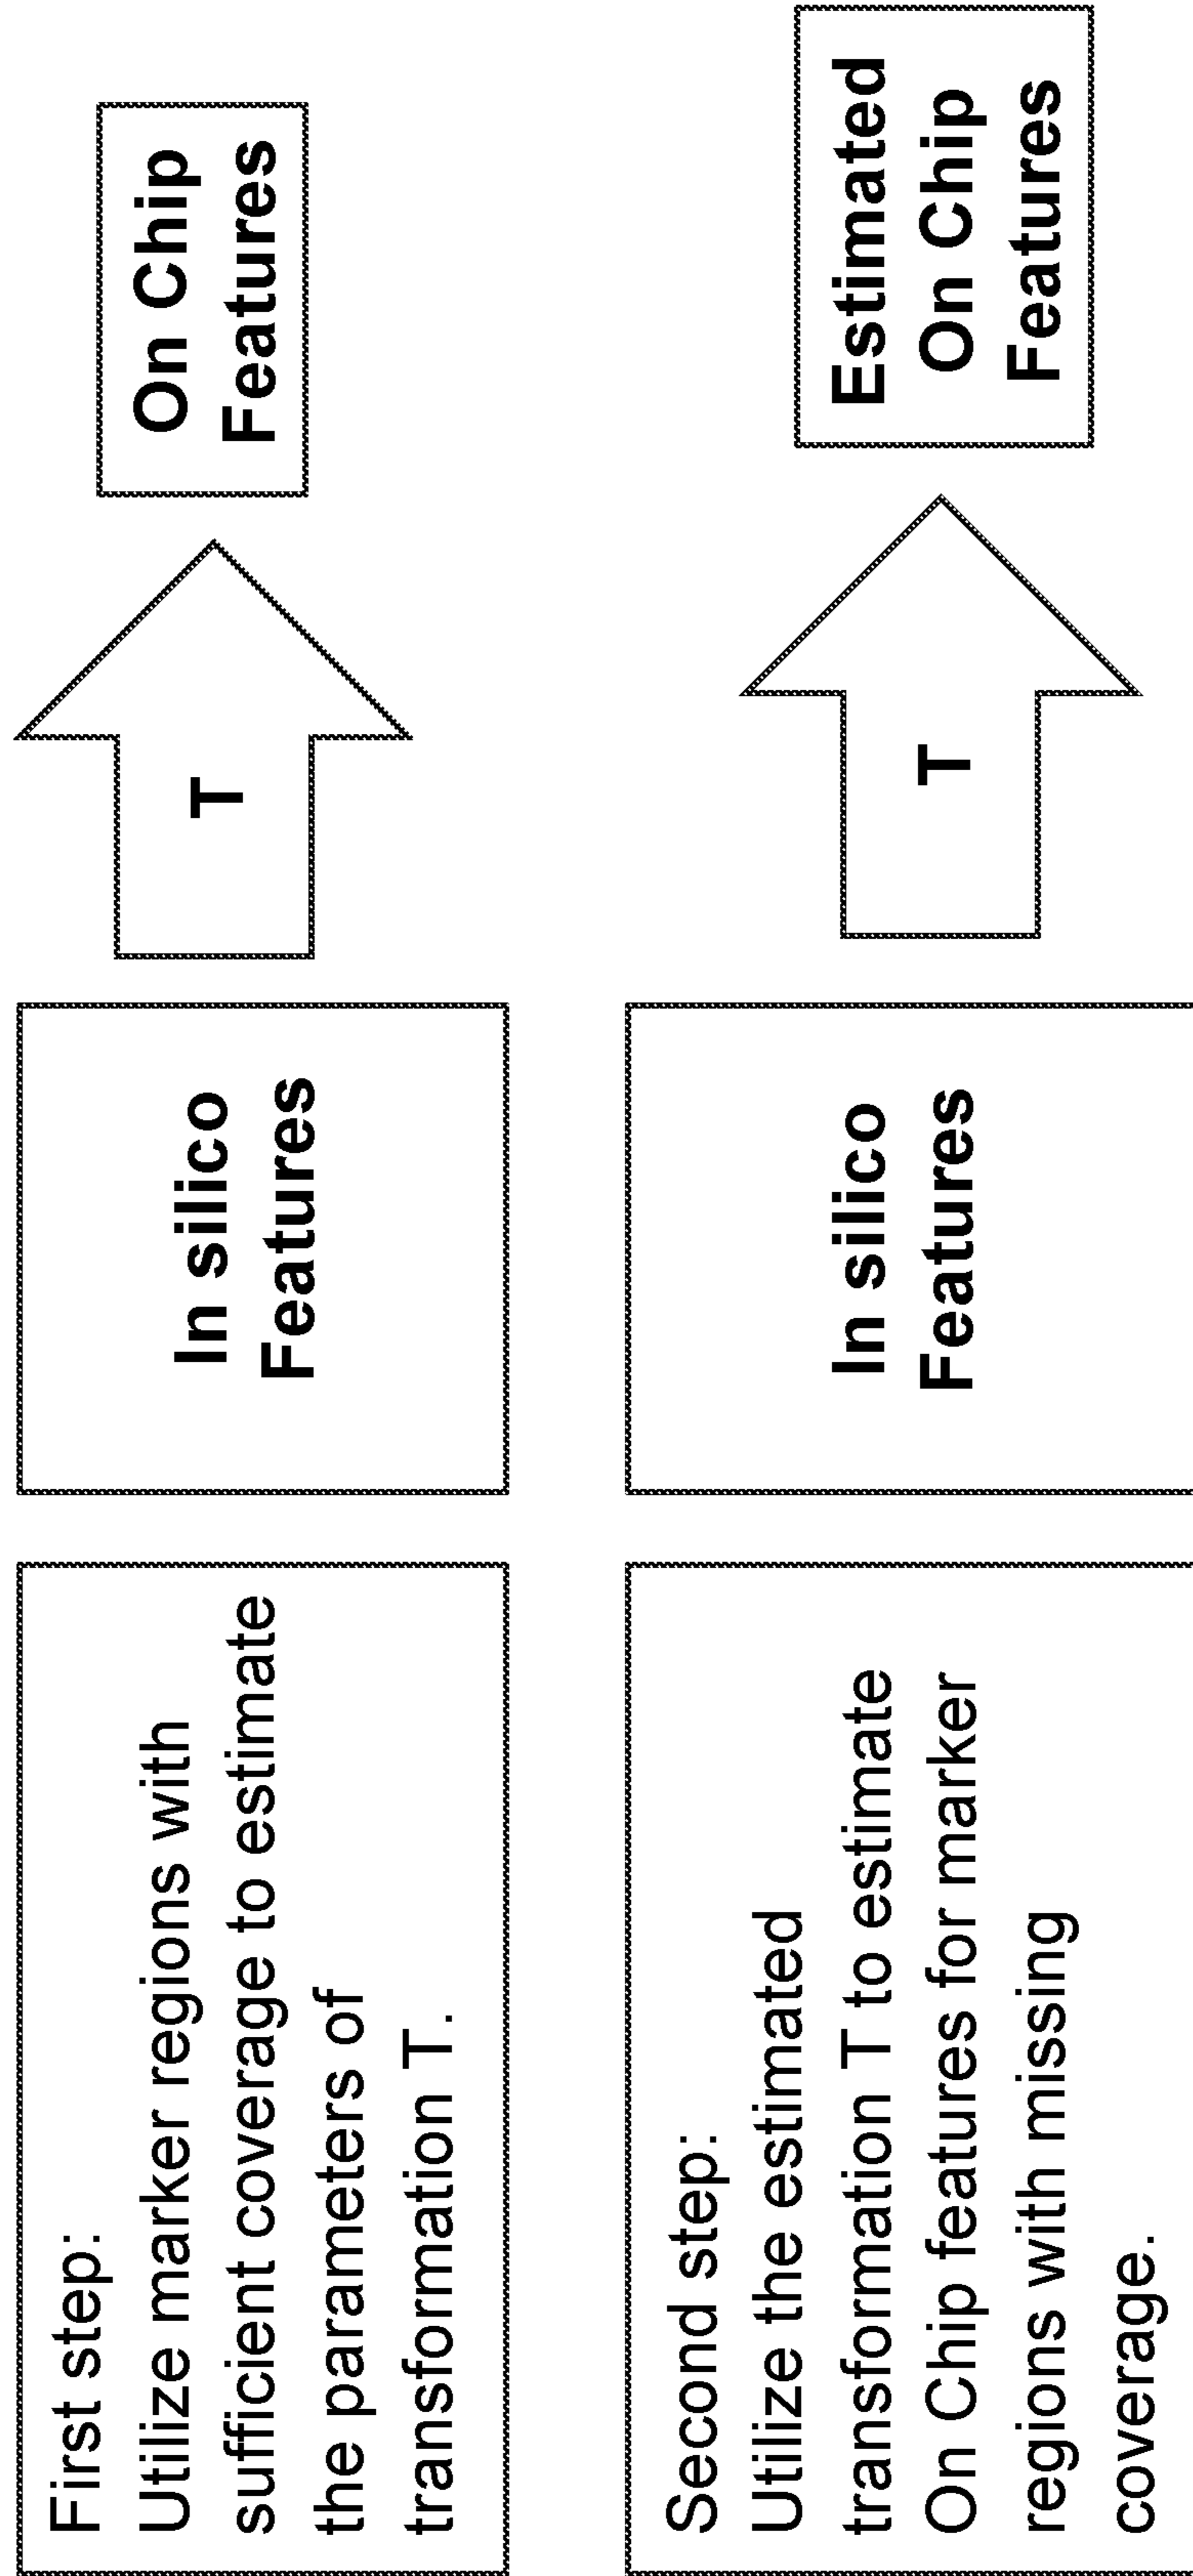 First step:
Utilize marker regions with
sufficient coverage to estimate
the parameters of
transformation T.
In silico
Features
T
On Chip
Features
Second step:
Utilize the estimated
transformation T to estimate
On Chip features for marker
regions with missing
coverage.
In silico
Features
T
Estimated
On Chip
Features